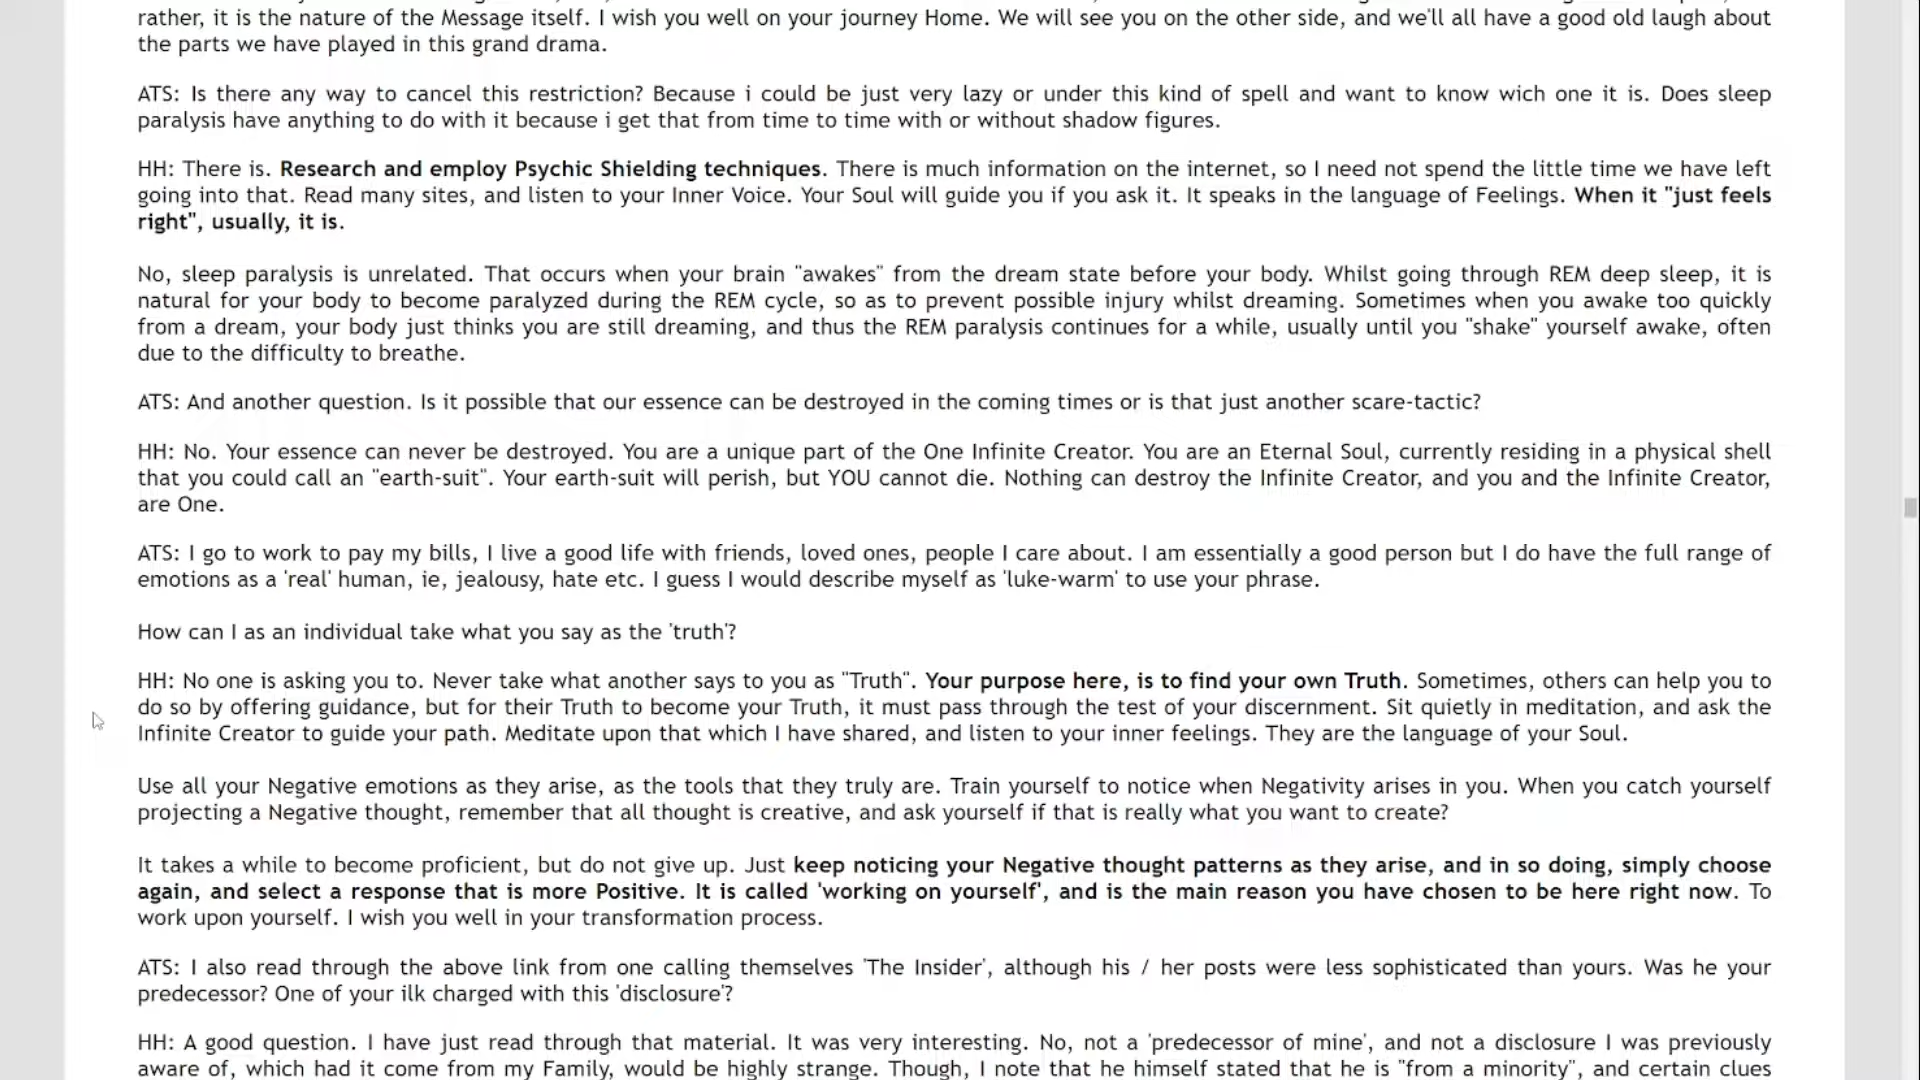 rather, it is the nature of the Message itself. I wish you well on your journey Home. We will see you on the other side, and we'll all have a good old laugh about
the parts we have played in this grand drama.
ATS: Is there any way to cancel this restriction? Because i could be just very lazy or under this kind of spell and want to know wich one it is. Does sleep
paralysis have anything to do with it because i get that from time to time with or without shadow figures.
HH: There is. Research and employ Psychic Shielding techniques. There is much information on the internet, so I need not spend the little time we have left
going into that. Read many sites, and listen to your Inner Voice. Your Soul will guide you if you ask it. It speaks in the language of Feelings. When it "just feels
right", usually, it is.
No, sleep paralysis is unrelated. That occurs when your brain "awakes" from the dream state before your body. Whilst going through REM deep sleep, it is
natural for your body to become paralyzed during the REM cycle, so as to prevent possible injury whilst dreaming. Sometimes when you awake too quickly
from a dream, your body just thinks you are still dreaming, and thus the REM paralysis continues for a while, usually until you "shake" yourself awake, often
due to the difficulty to breathe.
ATS: And another question. Is it possible that our essence can be destroyed in the coming times or is that just another scare-tactic?
HH: No. Your essence can never be destroyed. You are a unique part of the One Infinite Creator. You are an Eternal Soul, currently residing in a physical shell
that you could call an "earth-suit". Your earth-suit will perish, but YOU cannot die. Nothing can destroy the Infinite Creator, and you and the Infinite Creator,
are One.
ATS: I go to work to pay my bills, I live a good life with friends, loved ones, people I care about. I am essentially a good person but I do have the full range of
emotions as a 'real' human, ie, jealousy, hate etc. I guess I would describe myself as 'luke-warm' to use your phrase.
How can I as an individual take what you say as the 'truth'?
HH: No one is asking you to. Never take what another says to you as "Truth". Your purpose here, is to find your own Truth. Sometimes, others can help you to
do so by offering guidance, but for their Truth to become your Truth, it must pass through the test of your discernment. Sit quietly in meditation, and ask the
Infinite Creator to guide your path. Meditate upon that which I have shared, and listen to your inner feelings. They are the language of your Soul.
Use all your Negative emotions as they arise, as the tools that they truly are. Train yourself to notice when Negativity arises in you. When you catch yourself
projecting a Negative thought, remember that all thought is creative, and ask yourself if that is really what you want to create?
It takes a while to become proficient, but do not give up. Just keep noticing your Negative thought patterns as they arise, and in so doing, simply choose
again, and select a response that is more Positive. It is called 'working on yourself', and is the main reason you have chosen to be here right now. To
work upon yourself. I wish you well in your transformation process.
ATS: I also read through the above link from one calling themselves 'The Insider', although his / her posts were less sophisticated than yours. Was he your
predecessor? One of your ilk charged with this 'disclosure'?
HH: A good question. I have just read through that material. It was very interesting. No, not a 'predecessor of mine', and not a disclosure I was previously
aware of, which had it come from my Family, would be highly strange. Though, I note that he himself stated that he is "from a minority", and certain clues